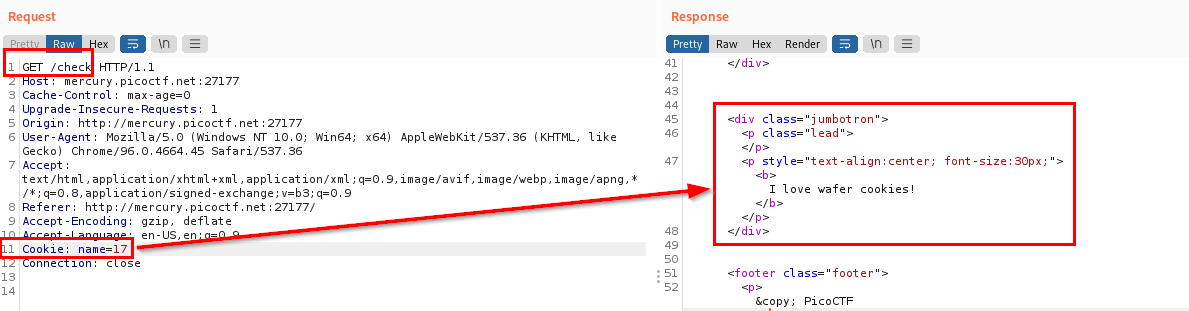 Request
Pretty Raw Hex \n
1 GET /check HTTP/1.1
2 Host: mercury.picoctf.net:27177
3 Cache-Control: max-age=0
4 Upgrade-Insecure-Requests: 1
5 Origin: http://mercury.picoctf.net:27177
6 User-Agent: Mozilla/5.0 (Windows NT 10.0; Win64; x64) AppleWebKit/537.36 (KHTML, like
Gecko) Chrome/96.0.4664.45 Safari/537.36
7 Accept:
text/html,application/xhtml+xml,application/xml;q=0.9,image/avif,image/webp,image/apng,*
/*;q=0.8,application/signed-exchange;v=b3;q=0.9
8 Referer: http://mercury.picoctf.net:27177/
9 Accept-Encoding: gzip, deflate
10 Accept-Language: en-US,en;q=0.9
11 Cookie: name=17
12 Connection: close
13
14
Response
Pretty Raw Hex Render \n
41 </div>
42
43
44
45 <div class="jumbotron">
46 <p class="lead">
</p>
47 <p style="text-align:center; font-size:30px;">
<b>
I love wafer cookies!
</b>
</p>
48 </div>
49
50
51 <footer class="footer">
52 <p>
&copy; PicoCTF